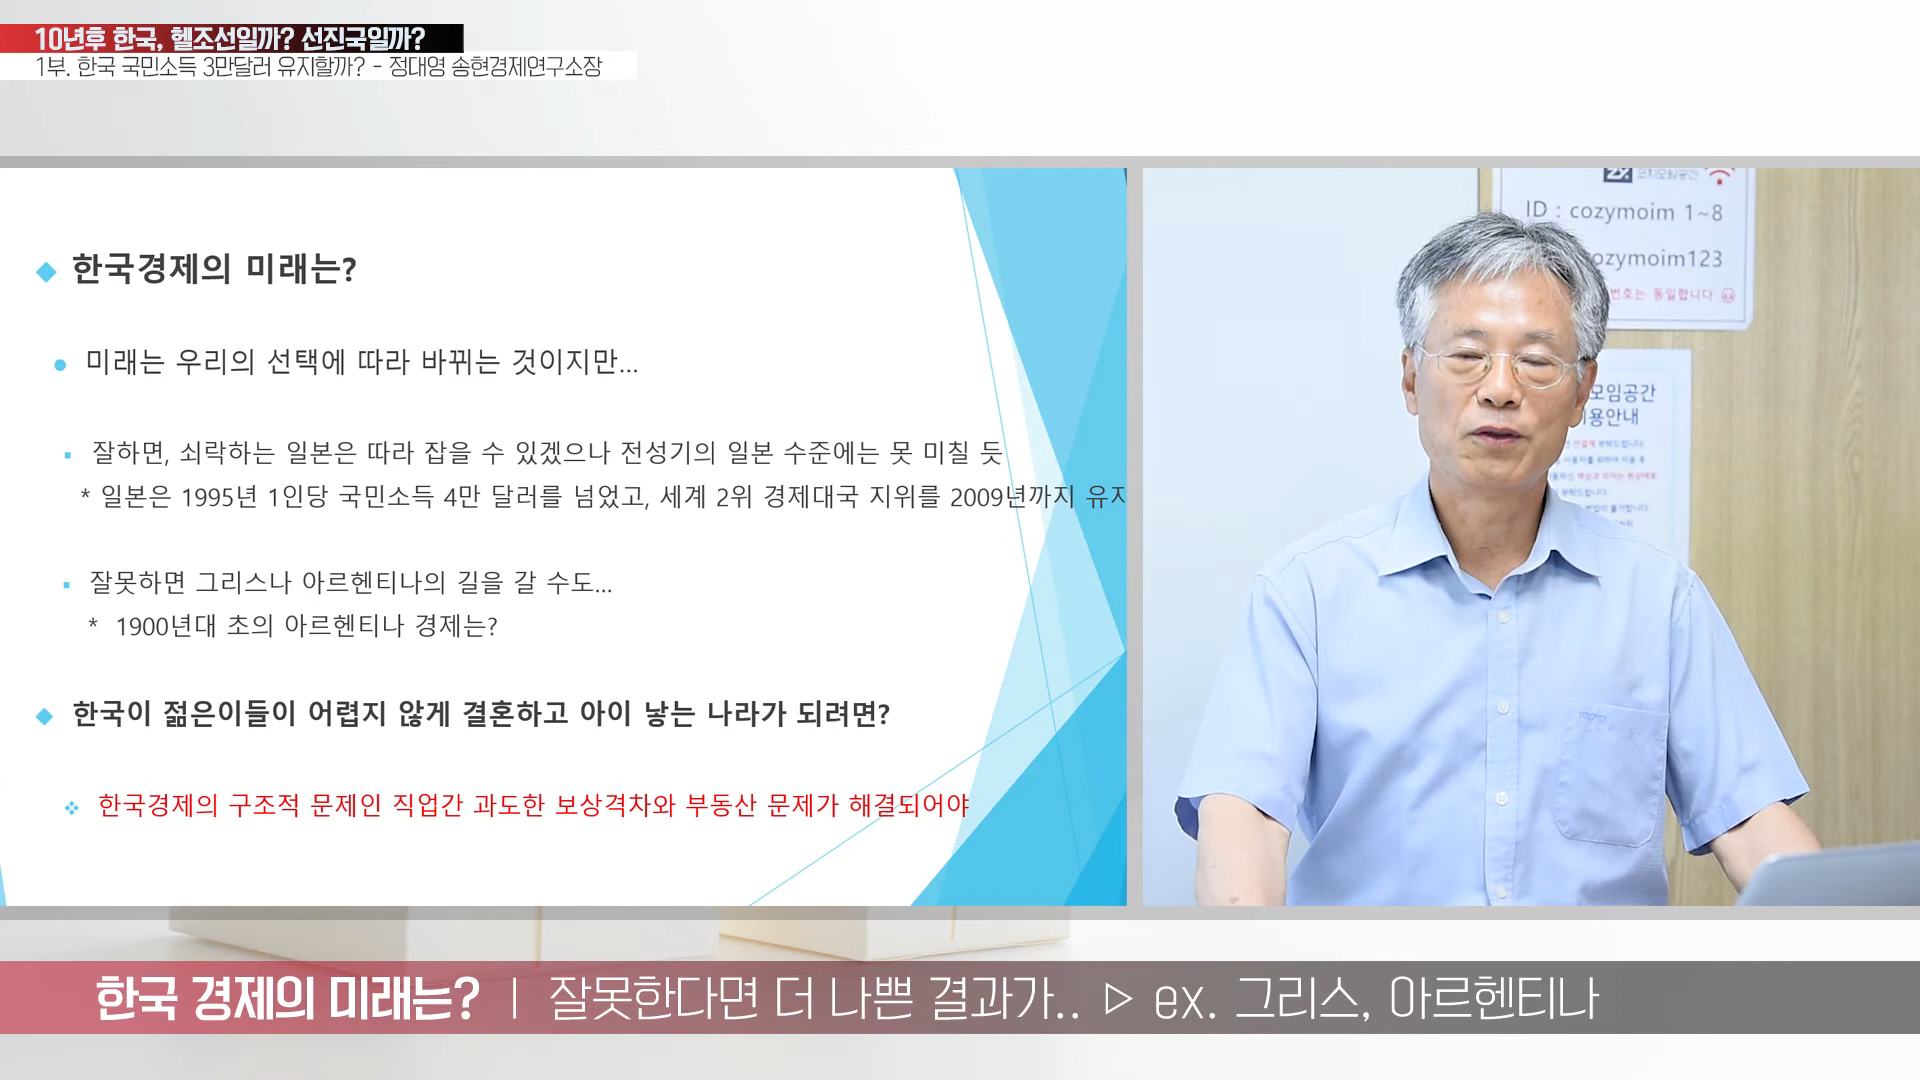 10년후 한국, 헬조선일까? 선진국일까?
1부. 한국 국민소득 3만달러 유지할까? - 정대영 송현경제연구소장
한국경제의 미래는?
미래는 우리의 선택에 따라 바뀌는 것이지만...
잘하면, 쇠락하는 일본은 따라 잡을 수 있겠으나 전성기의 일본 수준에는 못 미칠 듯
* 일본은 1995년 1인당 국민소득 4만 달러를 넘었고, 세계 2위 경제대국 지위를 2009년까지 유지
잘못하면 그리스나 아르헨티나의 길을 갈 수도...
* 1900년대 초의 아르헨티나 경제는?
한국이 젊은이들이 어렵지 않게 결혼하고 아이 낳는 나라가 되려면?
한국경제의 구조적 문제인 직업간 과도한 보상격차와 부동산 문제가 해결되어야
코지모임공간
ID : cozymoim 1~8
ozymoim123
번호는 동일합니다
모임공간
이용안내
한국 경제의 미래는? | 잘못한다면 더 나쁜 결과가.. ▷ ex. 그리스, 아르헨티나